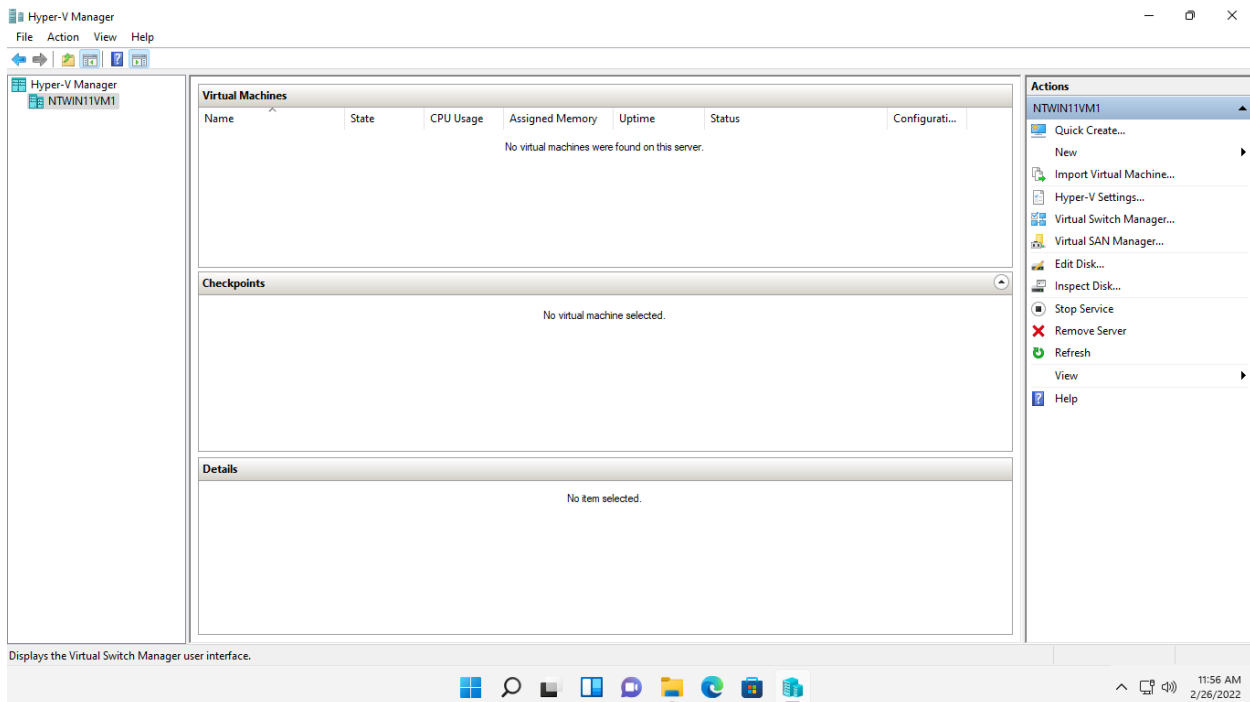 Hyper-V Manager
File Action View Help
Hyper-V Manager
NTWIN11VM1
Virtual Machines
Name State CPU Usage Assigned Memory Uptime Status Configurati...
No virtual machines were found on this server.
Checkpoints
No virtual machine selected.
Details
No item selected.
Actions
NTWIN11VM1
Quick Create...
New
Import Virtual Machine...
Hyper-V Settings...
Virtual Switch Manager...
Virtual SAN Manager...
Edit Disk...
Inspect Disk...
Stop Service
Remove Server
Refresh
View
Help
Displays the Virtual Switch Manager user interface.
11:56 AM
2/26/2022